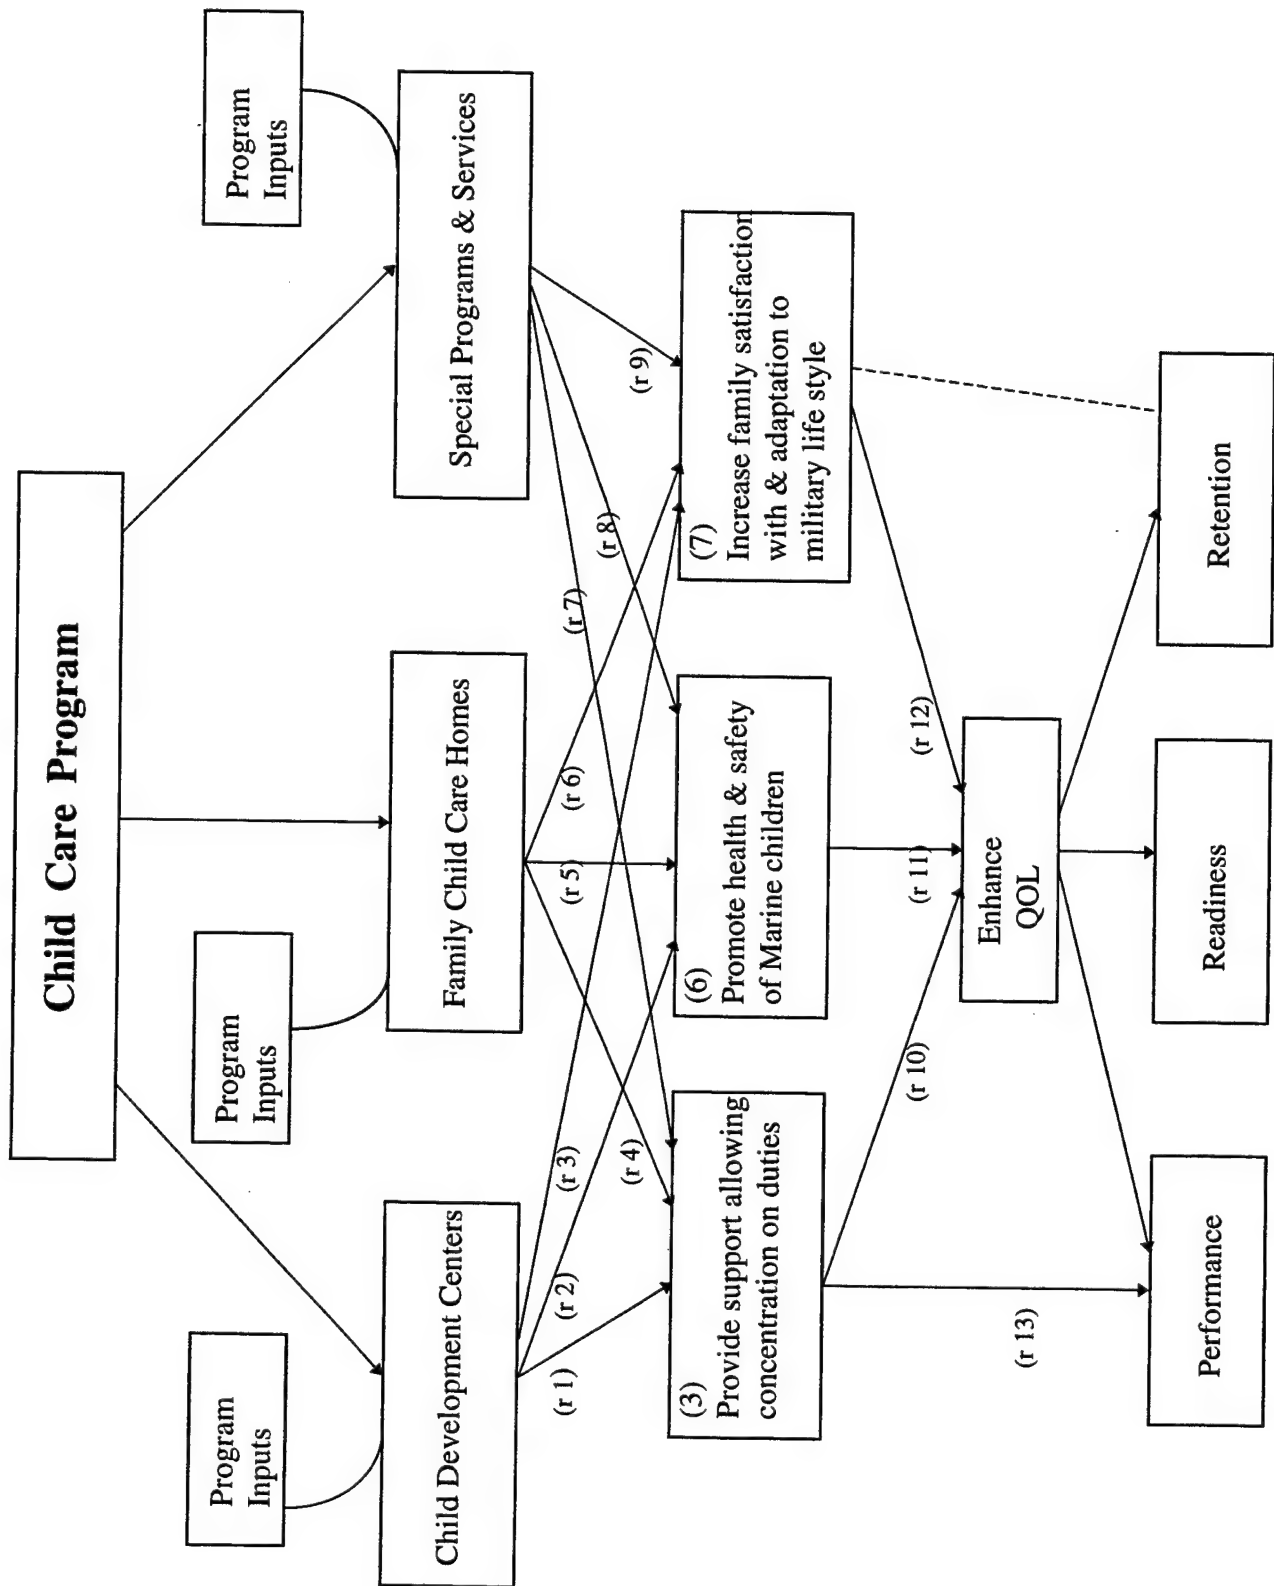 Child Care Program
Program
Inputs
Program
Inputs
Program
Inputs
Child Development Centers
Family Child Care Homes
Special Programs & Services
(r 1)
(r 2)
(r 3)
(r 4)
(r 5)
(r 6)
(r 7)
(r 8)
(r 9)
(3)
Provide support allowing
concentration on duties
(6)
Promote health & safety
of Marine children
(7)
Increase family satisfaction
with & adaptation to
military life style
(r 10)
(r 11)
(r 12)
(r 13)
Enhance
QOL
Performance
Readiness
Retention